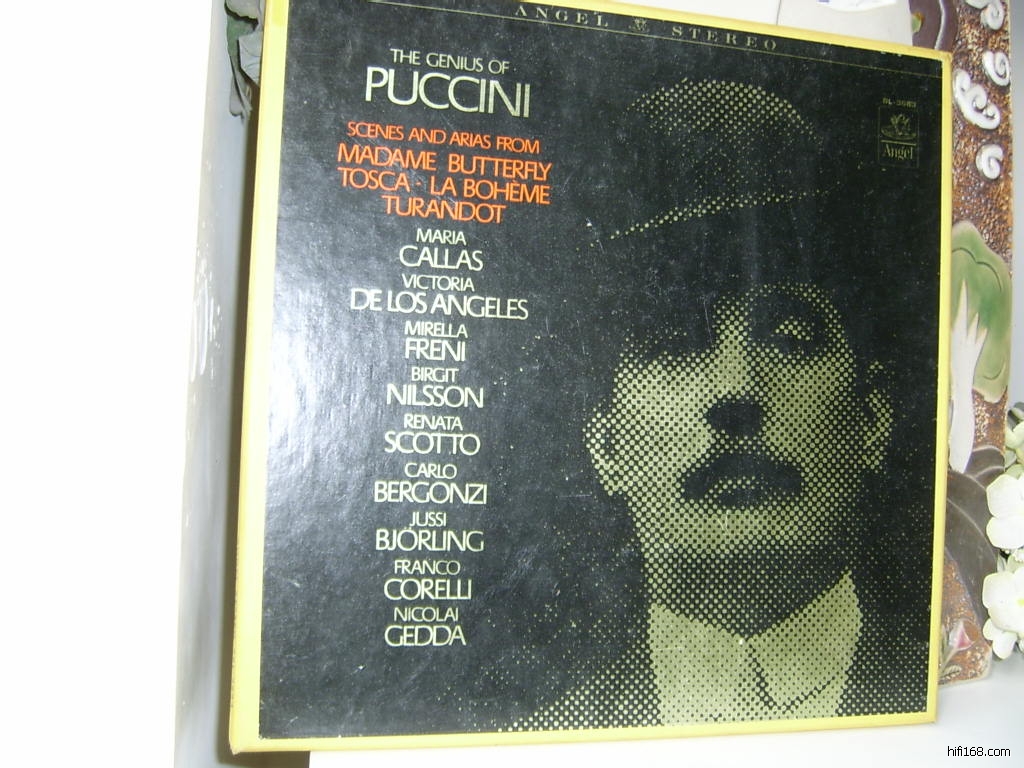 ANGEL STEREO
THE GENIUS OF
PUCCINI
SCENES AND ARIAS FROM
MADAME BUTTERFLY
TOSCA · LA BOHÈME
TURANDOT
MARIA
CALLAS
VICTORIA
DE LOS ANGELES
MIRELLA
FRENI
BIRGIT
NILSSON
RENATA
SCOTTO
CARLO
BERGONZI
JUSSI
BJÖRLING
FRANCO
CORELLI
NICOLAI
GEDDA
Angel
hifi168.com